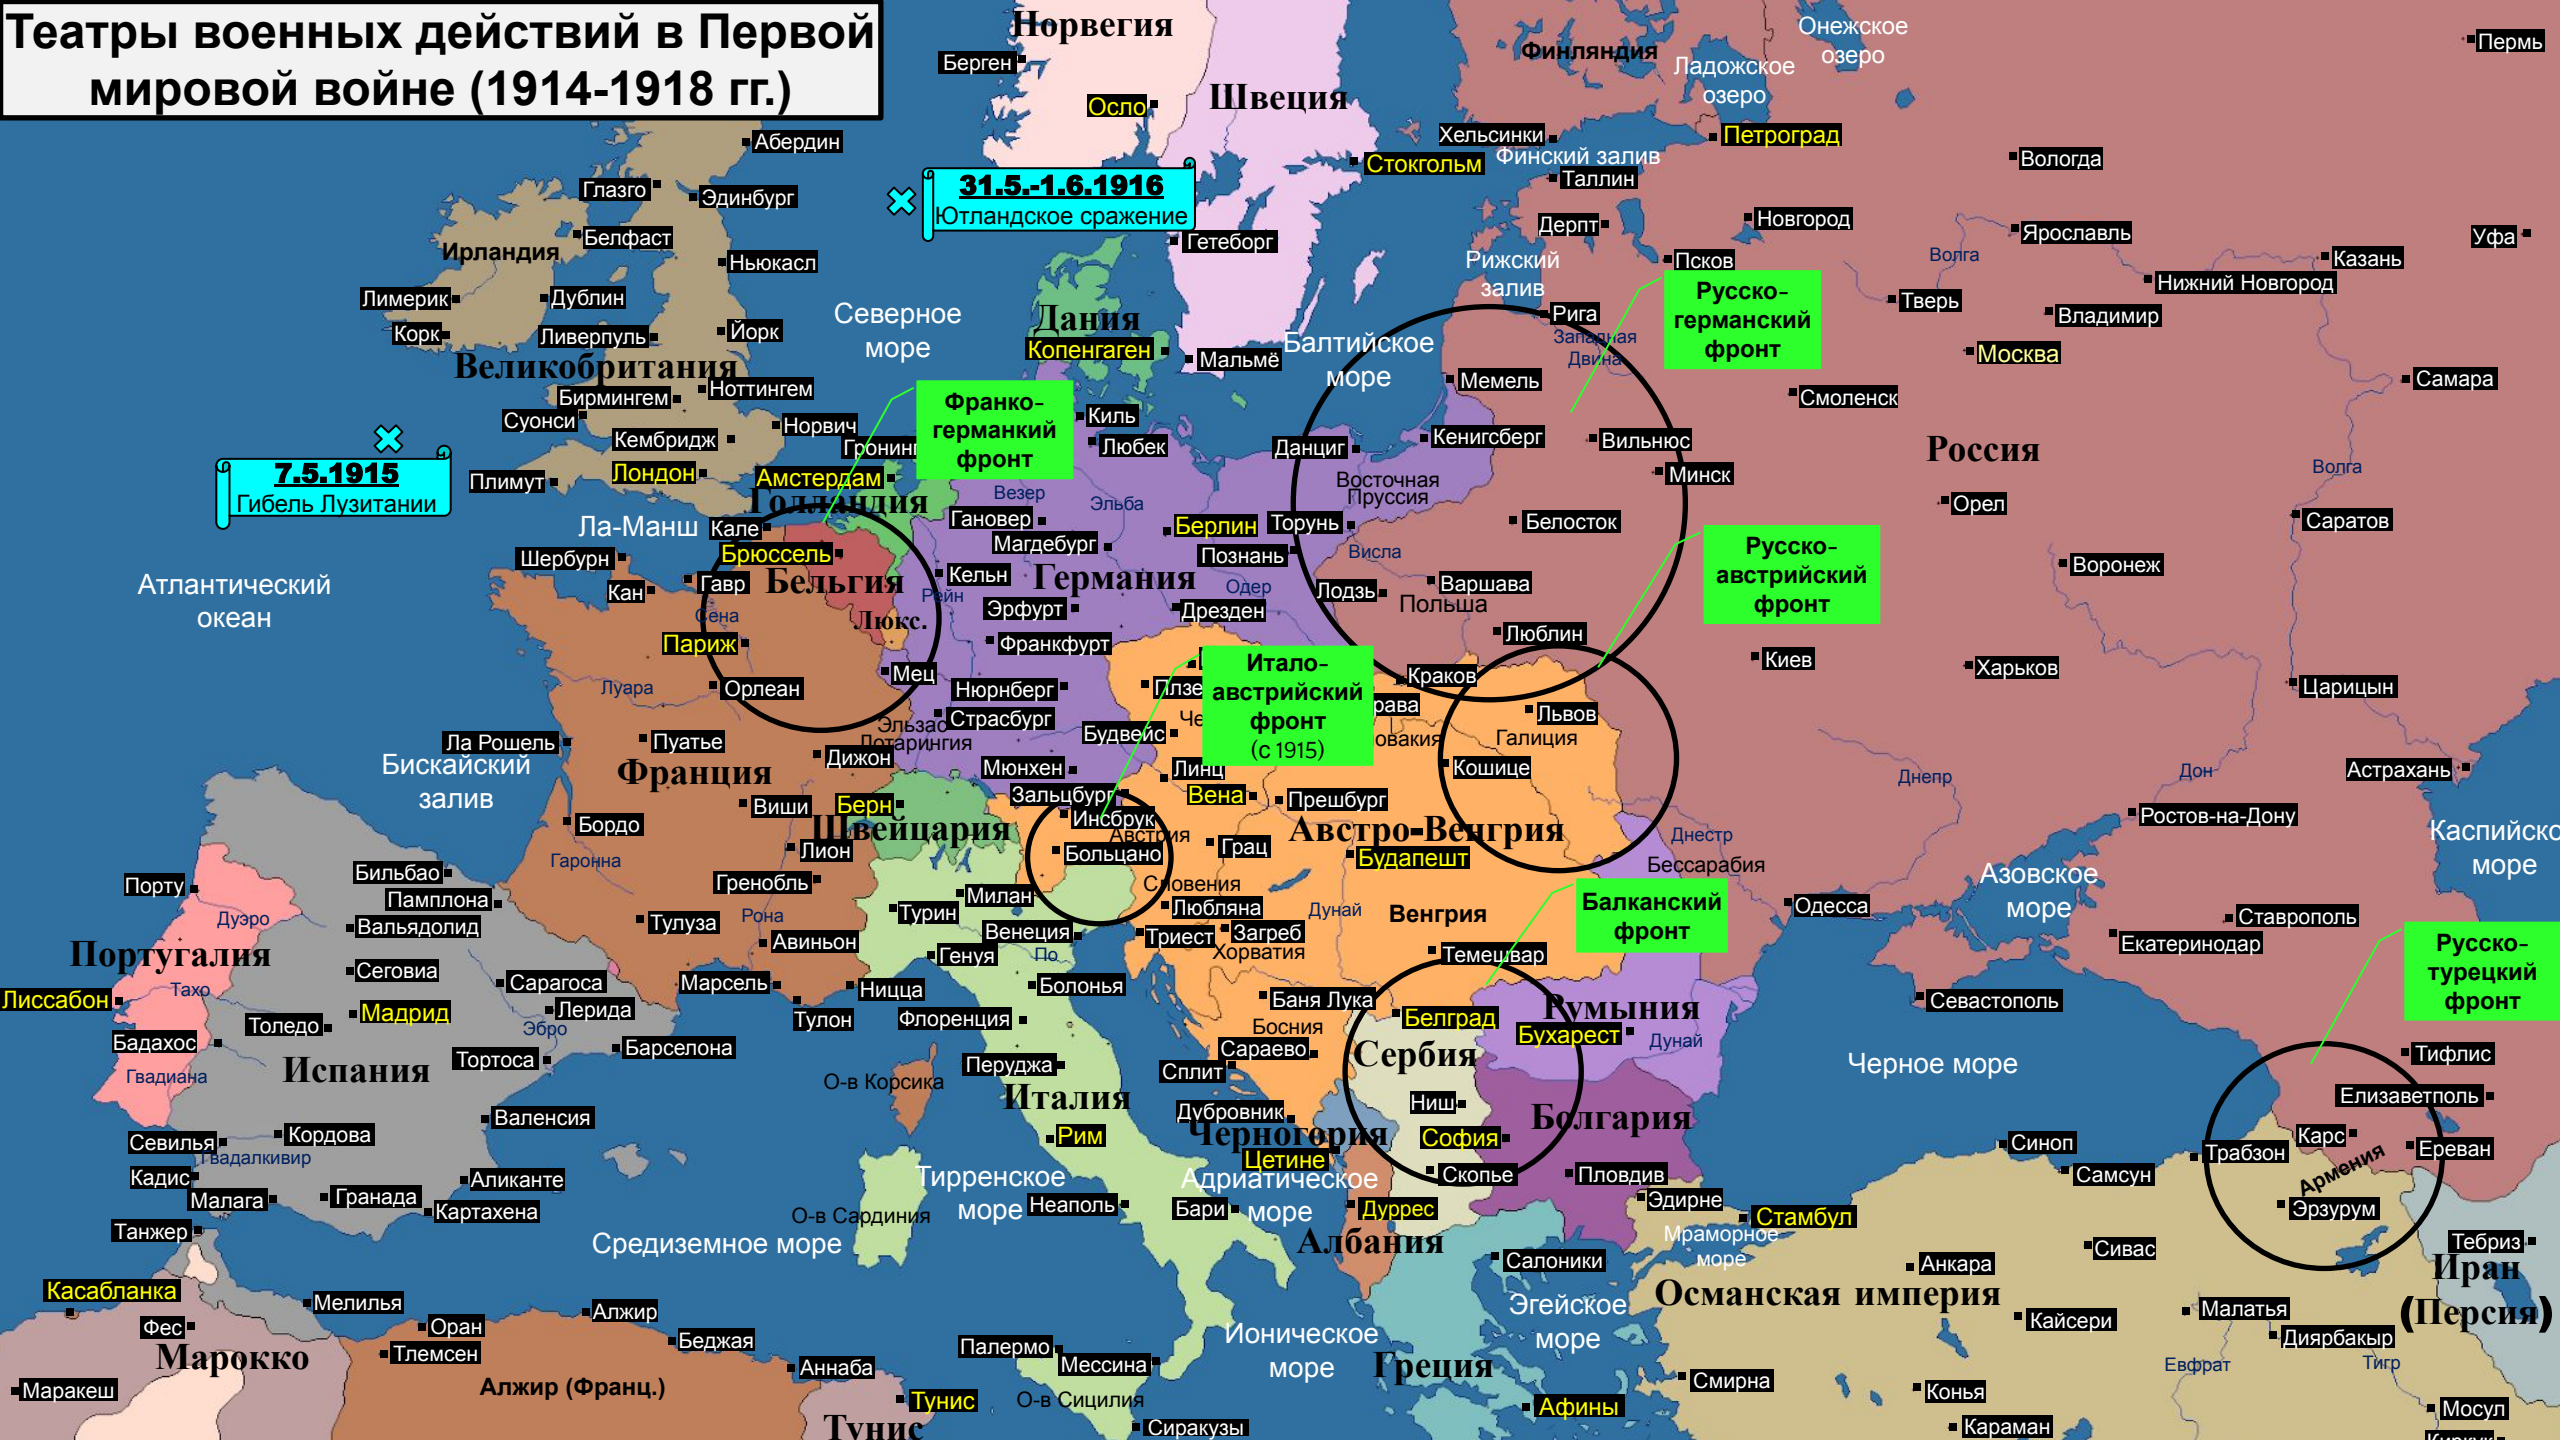 Театры военных действий в Первой
мировой войне (1914-1918 гг.)
Норвегия
Берген
Осло
Швеция
Стокгольм
Гетеборг
Мальмё
Финляндия
Хельсинки
Онежское
озеро
Ладожское
озеро
Финский залив
Петроград
Таллин
Дерпт
Новгород
Псков
Рижский
залив
Рига
Западная
Двина
Пермь
Вологда
Ярославль
Волга
Уфа
Казань
Нижний Новгород
Тверь
Владимир
Москва
Самара
Смоленск
Россия
Волга
Орел
Саратов
Воронеж
Киев
Харьков
Царицын
Астрахань
Днепр
Дон
Ростов-на-Дону
Каспийско
море
Азовское
море
Ставрополь
Екатеринодар
Севастополь
Одесса
Днестр
Бессарабия
Черное море
31.5.-1.6.1916
Ютландское сражение
7.5.1915
Гибель Лузитании
Абердин
Глазго
Эдинбург
Белфаст
Ирландия
Ньюкасл
Лимерик
Дублин
Корк
Ливерпуль
Йорк
Великобритания
Ноттингем
Бирмингем
Суонси
Норвич
Кембридж
Лондон
Плимут
Северное
море
Дания
Копенгаген
Балтийское
море
Русско-
германский
фронт
Франко-
германкий
фронт
Русско-
австрийский
фронт
Итало-
австрийский
фронт
(с 1915)
Балканский
фронт
Русско-
турецкий
фронт
Киль
Любек
Гронинг
Амстердам
Голландия
Везер
Эльба
Гановер
Магдебург
Берлин
Познань
Кельн
Германия
Одер
Рейн
Эрфурт
Дрезден
Франкфурт
Нюрнберг
Страсбург
Мюнхен
Мец
Эльзас
Лотарингия
Мемель
Кенигсберг
Данциг
Восточная
Пруссия
Торунь
Висла
Вильнюс
Минск
Белосток
Лодзь
Варшава
Польша
Люблин
Краков
Львов
Галиция
Кошице
Ла-Манш
Кале
Брюссель
Бельгия
Люкс.
Шербурн
Гавр
Кан
Сена
Париж
Луара
Орлеан
Атлантический
океан
Ла Рошель
Пуатье
Дижон
Франция
Бискайский
залив
Виши
Бордо
Лион
Гаронна
Гренобль
Тулуза
Рона
Авиньон
Марсель
Тулон
Ницца
Берн
Швейцария
Плзе
Че
рава
овакия
Будвейс
Линц
Зальцбург
Вена
Прешбург
Инсбрук
Австрия
Больцано
Грац
Австро-Венгрия
Будапешт
Словения
Любляна
Дунай
Венгрия
Триест
Загреб
Хорватия
Темешвар
Баня Лука
Босния
Сараево
Сплит
Дубровник
Милан
Турин
Венеция
Генуя
По
Болонья
Флоренция
Перуджа
Италия
Рим
О-в Корсика
Тирренское
море
Неаполь
Адриатическое
море
Бари
О-в Сардиния
Средиземное море
Палермо
Мессина
О-в Сицилия
Сиракузы
Ионическое
море
Белград
Сербия
Ниш
София
Скопье
Черногория
Цетине
Дуррес
Албания
Румыния
Бухарест
Дунай
Болгария
Пловдив
Эдирне
Стамбул
Мраморное
море
Салоники
Эгейское
море
Греция
Афины
Порту
Дуэро
Португалия
Тахо
Лиссабон
Бадахос
Гвадиана
Бильбао
Памплона
Вальядолид
Сеговия
Сарагоса
Мадрид
Лерида
Толедо
Эбро
Тортоса
Барселона
Испания
Валенсия
Севилья
Кордова
Гвадалкивир
Кадис
Аликанте
Малага
Гранада
Картахена
Танжер
Касабланка
Мелилья
Фес
Оран
Алжир
Марокко
Тлемсен
Беджая
Аннаба
Маракеш
Алжир (Франц.)
Тунис
Тунис
Тифлис
Елизаветполь
Карс
Ереван
Трабзон
Армения
Эрзурум
Синоп
Самсун
Сивас
Анкара
Османская империя
Кайсери
Малатья
Диярбакыр
Евфрат
Тигр
Смирна
Конья
Караман
Мосул
Киркук
Тебриз
Иран
(Персия)